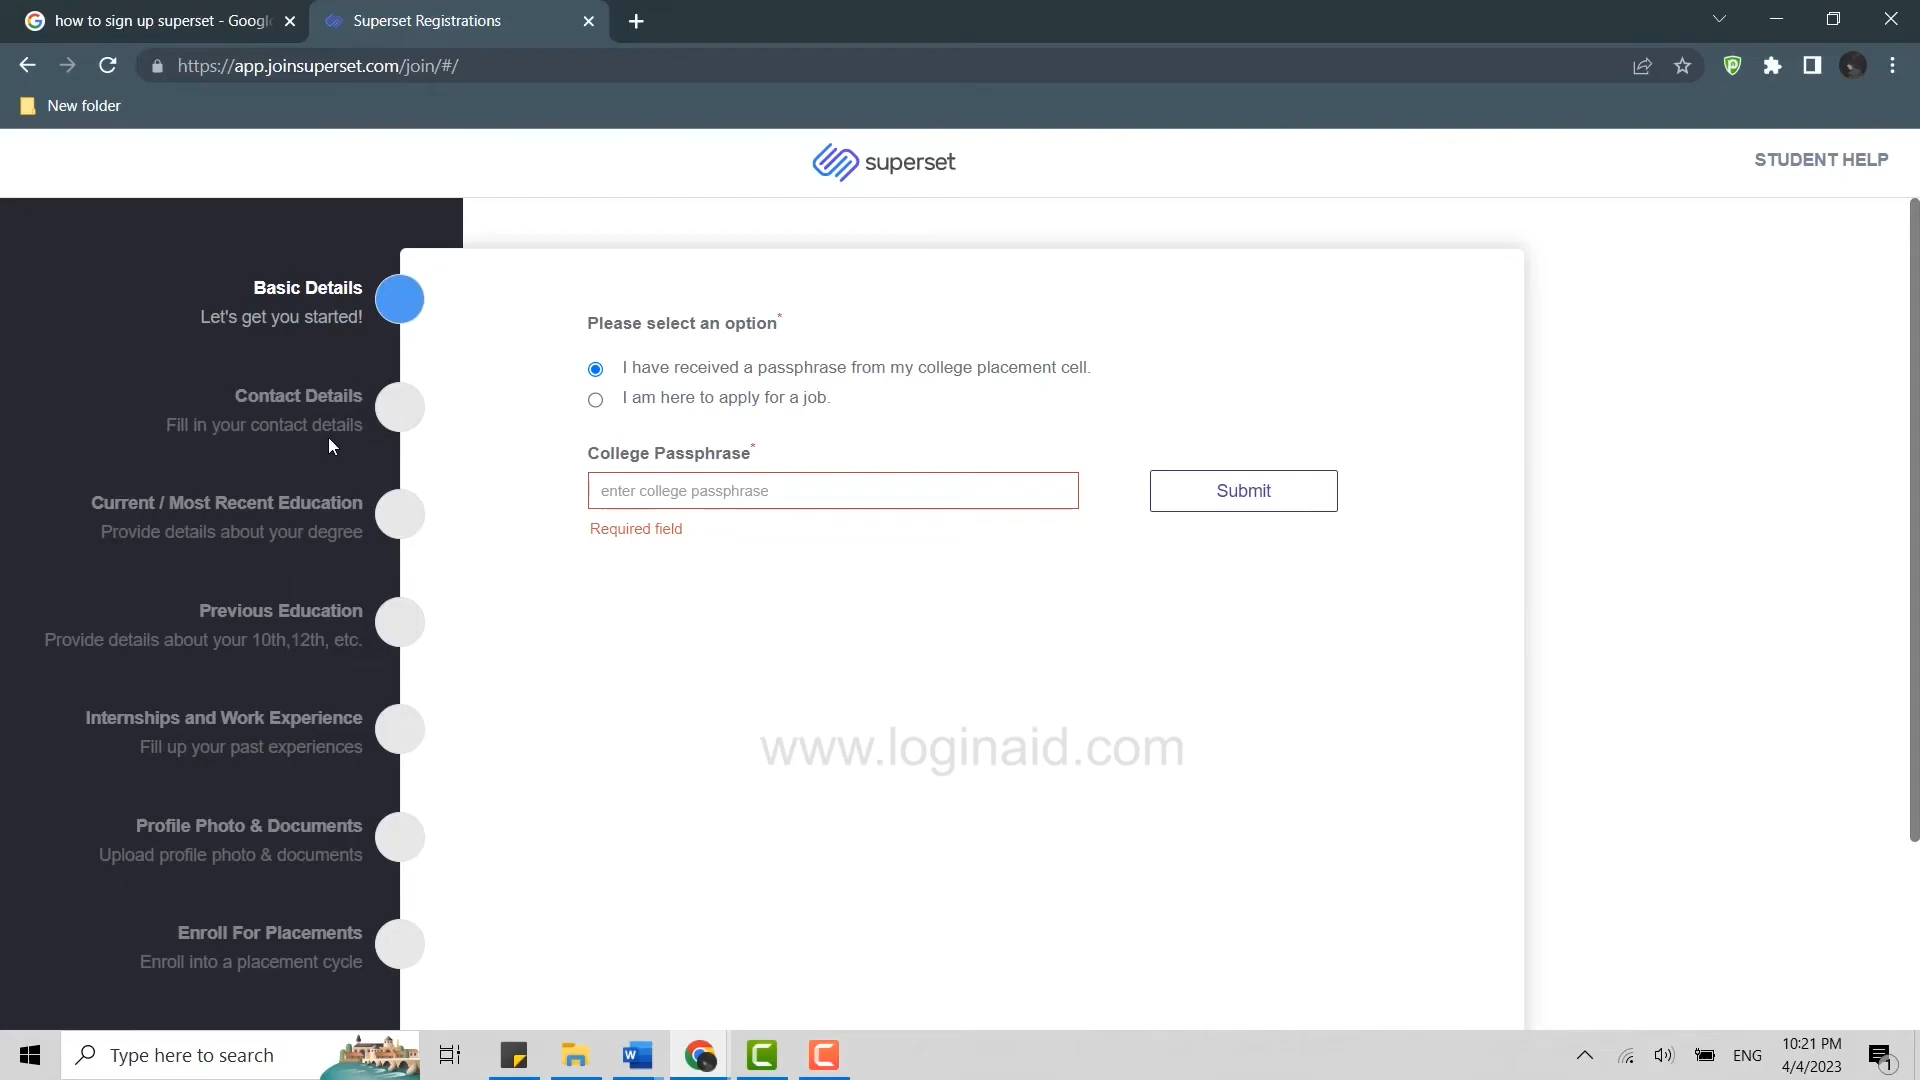 how to sign up superset - Googl
Superset Registrations
https://app.joinsuperset.com/join/#/
New folder
superset
STUDENT HELP
Basic Details
Let's get you started!
Contact Details
Fill in your contact details
Current / Most Recent Education
Provide details about your degree
Previous Education
Provide details about your 10th,12th, etc.
Internships and Work Experience
Fill up your past experiences
Profile Photo & Documents
Upload profile photo & documents
Enroll For Placements
Enroll into a placement cycle
Please select an option*
I have received a passphrase from my college placement cell.
I am here to apply for a job.
College Passphrase*
enter college passphrase
Submit
Required field
www.loginaid.com
Type here to search
ENG
10:21 PM
4/4/2023
1